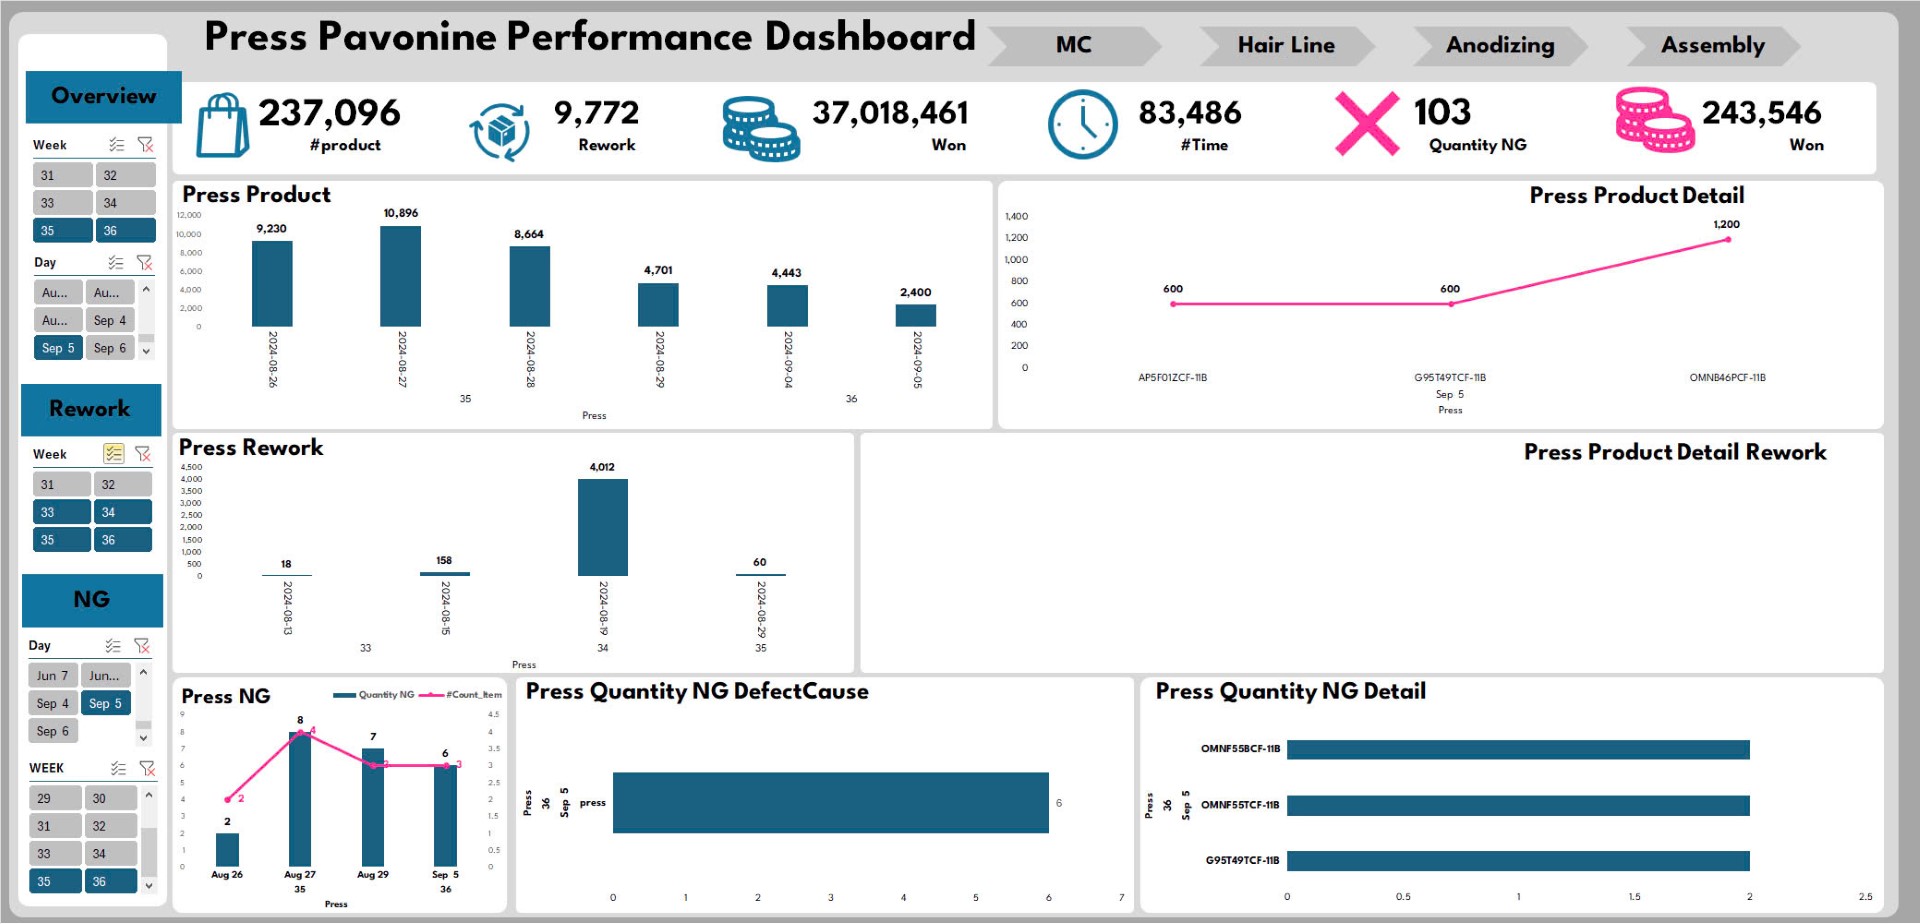 Press Pavonine Performance Dashboard
MC
Hair Line
Anodizing
Assembly
Overview
237,096
#product
9,772
Rework
37,018,461
Won
83,486
#Time
103
Quantity NG
243,546
Won
Week
31 32
33 34
35 36
Day
Au... Au...
Au... Sep 4
Sep 5 Sep 6
Rework
Week
31 32
33 34
35 36
NG
Day
Jun 7 Jun...
Sep 4 Sep 5
Sep 6
WEEK
29 30
31 32
33 34
35 36
Press Product
12,000
10,000
8,000
6,000
4,000
2,000
0
9,230
10,896
8,664
4,701
4,443
2,400
2024-08-26
2024-08-27
2024-08-28
2024-08-29
2024-09-04
2024-09-05
35
36
Press
Press Product Detail
1,400
1,200
1,000
800
600
400
200
0
600
600
1,200
AP5F01ZCF-11B
G95T49TCF-11B
OMNB46PCF-11B
Sep 5
Press
Press Rework
4,500
4,000
3,500
3,000
2,500
2,000
1,500
1,000
500
0
18
158
4,012
60
2024-08-13
2024-08-15
2024-08-19
2024-08-29
33
34
35
Press
Press Product Detail Rework
Press NG
Quantity NG
#Count_Item
9
8
7
6
5
4
3
2
1
0
4.5
4
3.5
3
2.5
2
1.5
1
0.5
0
2
8
7
6
2
4
3
3
Aug 26
Aug 27
Aug 29
Sep 5
35
36
Press
Press Quantity NG DefectCause
Press
36
Sep 5
press
6
0 1 2 3 4 5 6 7
Press Quantity NG Detail
Press
36
Sep 5
OMNF55BCF-11B
OMNF55TCF-11B
G95T49TCF-11B
0 0.5 1 1.5 2 2.5